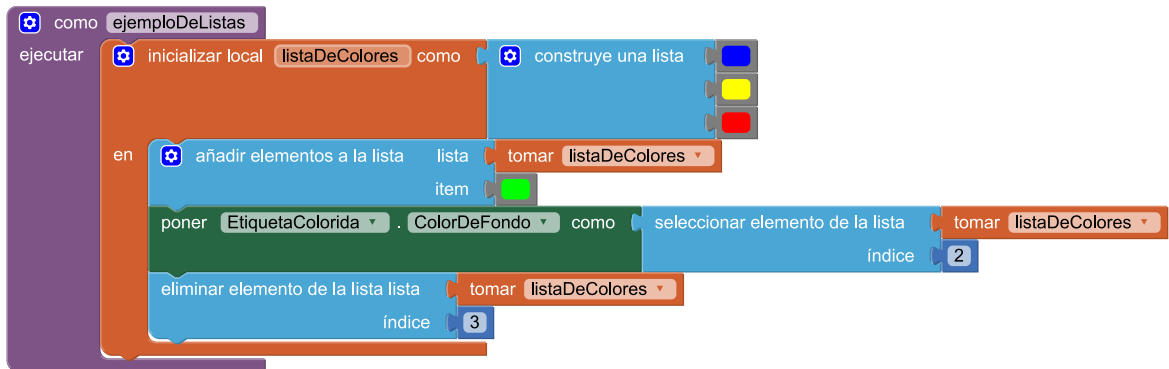 como ejemploDeListas
ejecutar inicializar local listaDeColores como construye una lista
en añadir elementos a la lista lista tomar listaDeColores
item
poner EtiquetaColorida . ColorDeFondo como seleccionar elemento de la lista tomar listaDeColores
índice 2
eliminar elemento de la lista lista tomar listaDeColores
índice 3